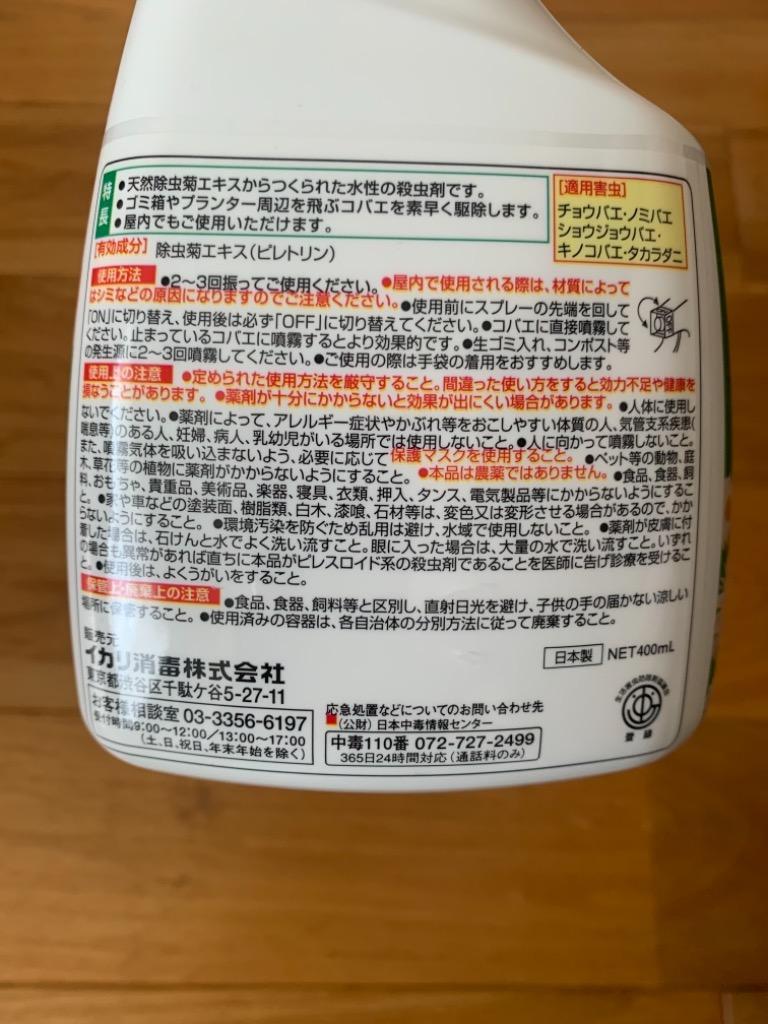 特長
●天然除虫菊エキスからつくられた水性の殺虫剤です。
●ゴミ箱やプランター周辺を飛ぶコバエを素早く駆除します。
●屋内でもご使用いただけます。
[適用害虫]
チョウバエ・ノミバエ
ショウジョウバエ・
キノコバエ・タカラダニ
[有効成分] 除虫菊エキス(ピレトリン)
使用方法 ●2〜3回振ってご使用ください。●屋内で使用される際は、材質によって
はシミなどの原因になりますのでご注意ください。●使用前にスプレーの先端を回して
「ON」に切り替え、使用後は必ず「OFF」に切り替えてください。●コバエに直接噴霧して
ください。止まっているコバエに噴霧するとより効果的です。●生ゴミ入れ、コンポスト等
の発生源に2〜3回噴霧してください。●ご使用の際は手袋の着用をおすすめします。
使用上の注意 ●定められた使用方法を厳守すること。間違った使い方をすると効力不足や健康を
損なうことがあります。●薬剤が十分にかからないと効果が出にくい場合があります。●人体に使用し
ないでください。●薬剤によって、アレルギー症状やかぶれ等をおこしやすい体質の人、気管支系疾患(
喘息等)のある人、妊婦、病人、乳幼児がいる場所では使用しないこと。●人に向かって噴霧しないこと。
また、噴霧気体を吸い込まないよう、必要に応じて保護マスクを使用すること。●ペット等の動物、庭
木、草花等の植物に薬剤がかからないようにすること。●本品は農薬ではありません。●食品、食器、飼
料、おもちゃ、貴重品、美術品、楽器、寝具、衣類、押入、タンス、電気製品等にかからないようにするこ
と。●家や車などの塗装面、樹脂類、白木、漆喰、石材等は、変色又は変形させる場合があるので、かか
らないようにすること。●環境汚染を防ぐため乱用は避け、水域で使用しないこと。●薬剤が皮膚に付
着した場合は、石けんと水でよく洗い流すこと。眼に入った場合は、大量の水で洗い流すこと。いずれ
の場合も異常があれば直ちに本品がピレスロイド系の殺虫剤であることを医師に告げ診療を受けるこ
と。●使用後は、よくうがいをすること。
保管上・廃棄上の注意 ●食品、食器、飼料等と区別し、直射日光を避け、子供の手の届かない涼しい
場所に保管すること。●使用済みの容器は、各自治体の分別方法に従って廃棄すること。
販売元
イカリ消毒株式会社
東京都渋谷区千駄ケ谷5-27-11
お客様相談室 03-3356-6197
受付時間9:00〜12:00/13:00〜17:00
(土、日、祝日、年末年始を除く)
日本製 NET400mL
応急処置などについてのお問い合わせ先
(公財)日本中毒情報センター
中毒110番 072-727-2499
365日24時間対応(通話料のみ)
登録